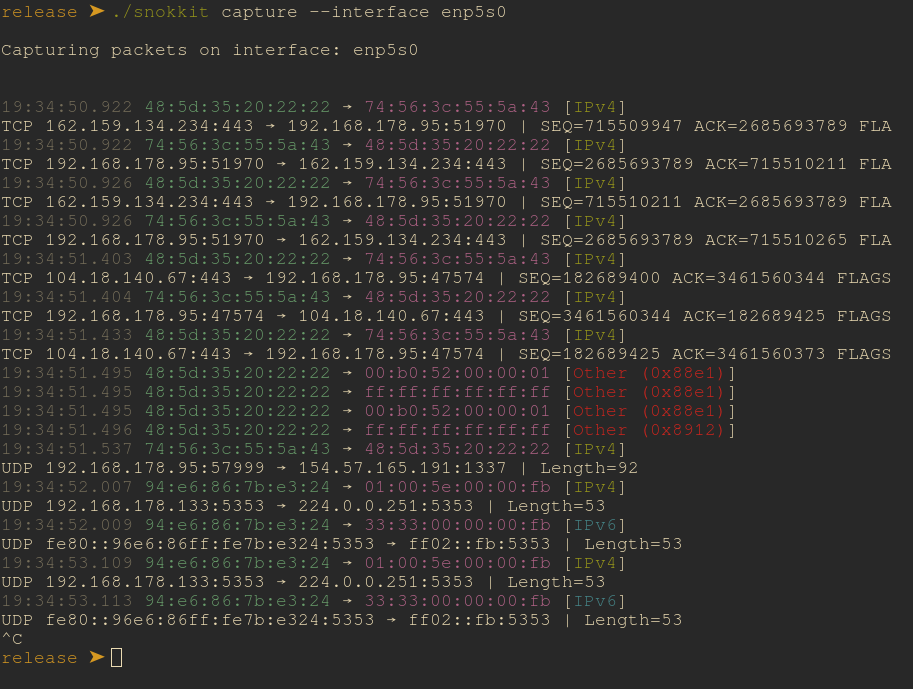 release ➤ ./snokkit capture --interface enp5s0
Capturing packets on interface: enp5s0
19:34:50.922 48:5d:35:20:22:22 → 74:56:3c:55:5a:43 [IPv4]
TCP 162.159.134.234:443 → 192.168.178.95:51970 | SEQ=715509947 ACK=2685693789 FLA
19:34:50.922 74:56:3c:55:5a:43 → 48:5d:35:20:22:22 [IPv4]
TCP 192.168.178.95:51970 → 162.159.134.234:443 | SEQ=2685693789 ACK=715510211 FLA
19:34:50.926 48:5d:35:20:22:22 → 74:56:3c:55:5a:43 [IPv4]
TCP 162.159.134.234:443 → 192.168.178.95:51970 | SEQ=715510211 ACK=2685693789 FLA
19:34:50.926 74:56:3c:55:5a:43 → 48:5d:35:20:22:22 [IPv4]
TCP 192.168.178.95:51970 → 162.159.134.234:443 | SEQ=2685693789 ACK=715510265 FLA
19:34:51.403 48:5d:35:20:22:22 → 74:56:3c:55:5a:43 [IPv4]
TCP 104.18.140.67:443 → 192.168.178.95:47574 | SEQ=182689400 ACK=3461560344 FLAGS
19:34:51.404 74:56:3c:55:5a:43 → 48:5d:35:20:22:22 [IPv4]
TCP 192.168.178.95:47574 → 104.18.140.67:443 | SEQ=3461560344 ACK=182689425 FLAGS
19:34:51.433 48:5d:35:20:22:22 → 74:56:3c:55:5a:43 [IPv4]
TCP 104.18.140.67:443 → 192.168.178.95:47574 | SEQ=182689425 ACK=3461560373 FLAGS
19:34:51.495 48:5d:35:20:22:22 → 00:b0:52:00:00:01 [Other (0x88e1)]
19:34:51.495 48:5d:35:20:22:22 → ff:ff:ff:ff:ff:ff [Other (0x88e1)]
19:34:51.495 48:5d:35:20:22:22 → 00:b0:52:00:00:01 [Other (0x88e1)]
19:34:51.496 48:5d:35:20:22:22 → ff:ff:ff:ff:ff:ff [Other (0x8912)]
19:34:51.537 74:56:3c:55:5a:43 → 48:5d:35:20:22:22 [IPv4]
UDP 192.168.178.95:57999 → 154.57.165.191:1337 | Length=92
19:34:52.007 94:e6:86:7b:e3:24 → 01:00:5e:00:00:fb [IPv4]
UDP 192.168.178.133:5353 → 224.0.0.251:5353 | Length=53
19:34:52.009 94:e6:86:7b:e3:24 → 33:33:00:00:00:fb [IPv6]
UDP fe80::96e6:86ff:fe7b:e324:5353 → ff02::fb:5353 | Length=53
19:34:53.109 94:e6:86:7b:e3:24 → 01:00:5e:00:00:fb [IPv4]
UDP 192.168.178.133:5353 → 224.0.0.251:5353 | Length=53
19:34:53.113 94:e6:86:7b:e3:24 → 33:33:00:00:00:fb [IPv6]
UDP fe80::96e6:86ff:fe7b:e324:5353 → ff02::fb:5353 | Length=53
^C
release ➤